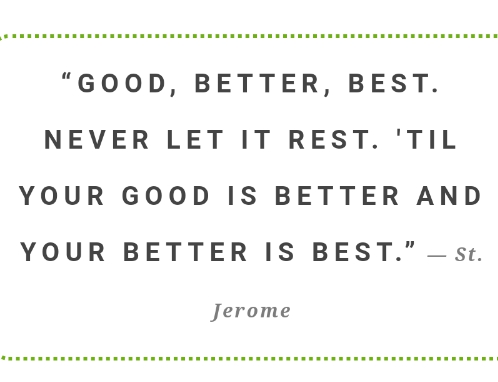 “GOOD, BETTER, BEST.
NEVER LET IT REST. 'TIL
YOUR GOOD IS BETTER AND
YOUR BETTER IS BEST.” — St.
Jerome